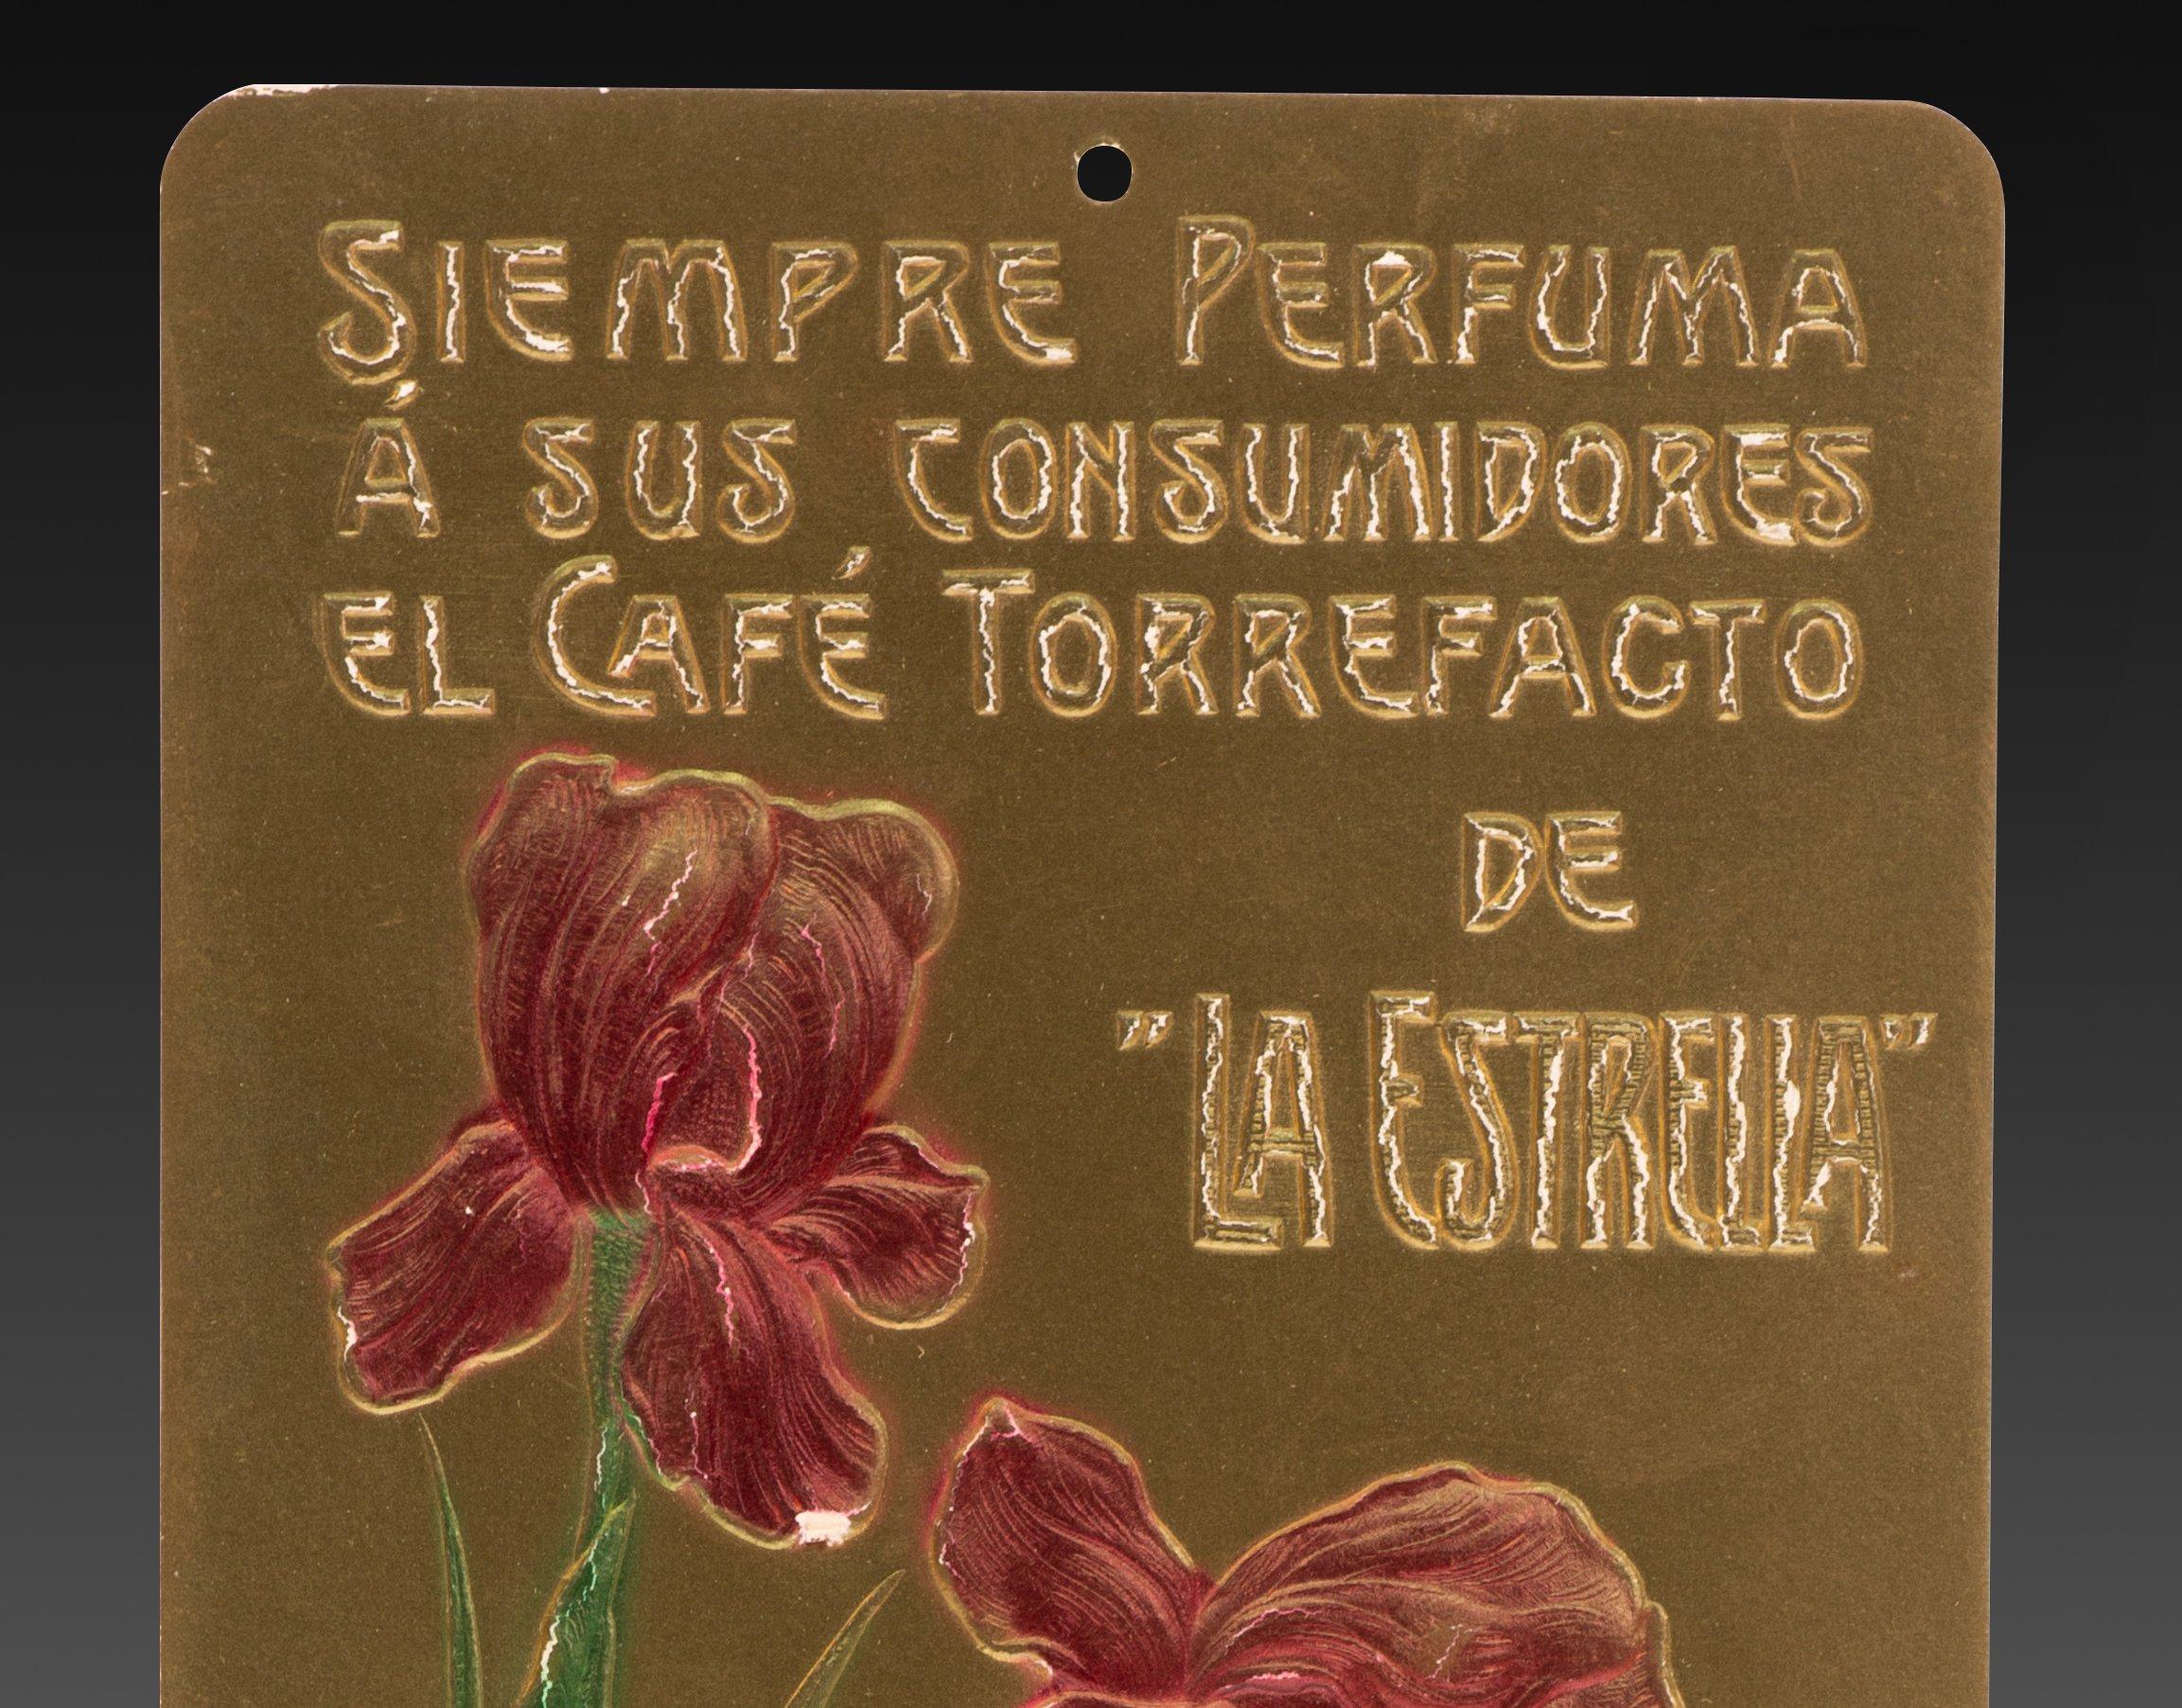 SIEMPRE PERFUMA
Á SUS CONSUMIDORES
EL CAFÉ TORREFACTO
DE
"LA ESTRELLA"